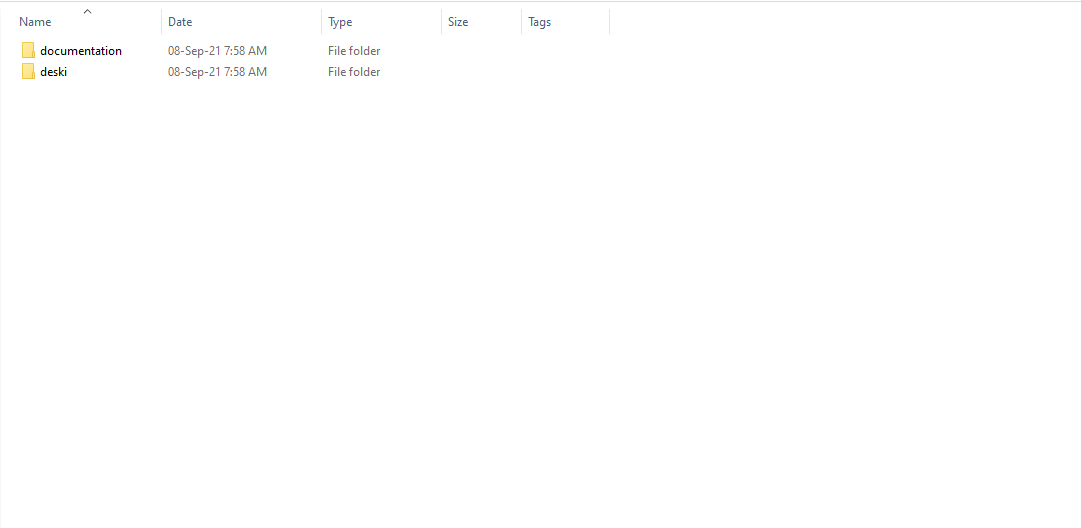 Name Date Type Size Tags
documentation 08-Sep-21 7:58 AM File folder
deski 08-Sep-21 7:58 AM File folder